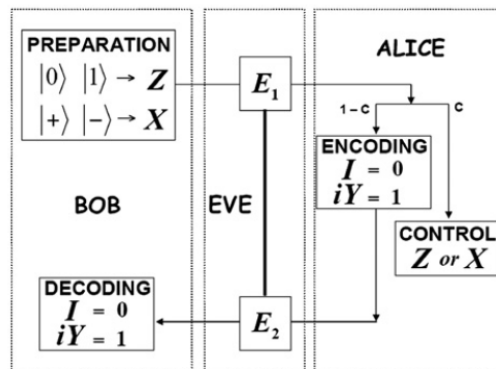 PREPARATION
|0⟩ |1⟩ → Z
|+⟩ |−⟩ → X
BOB
DECODING
I = 0
iY = 1
EVE
E₁
E₂
ALICE
1 – C
C
ENCODING
I = 0
iY = 1
CONTROL
Z or X